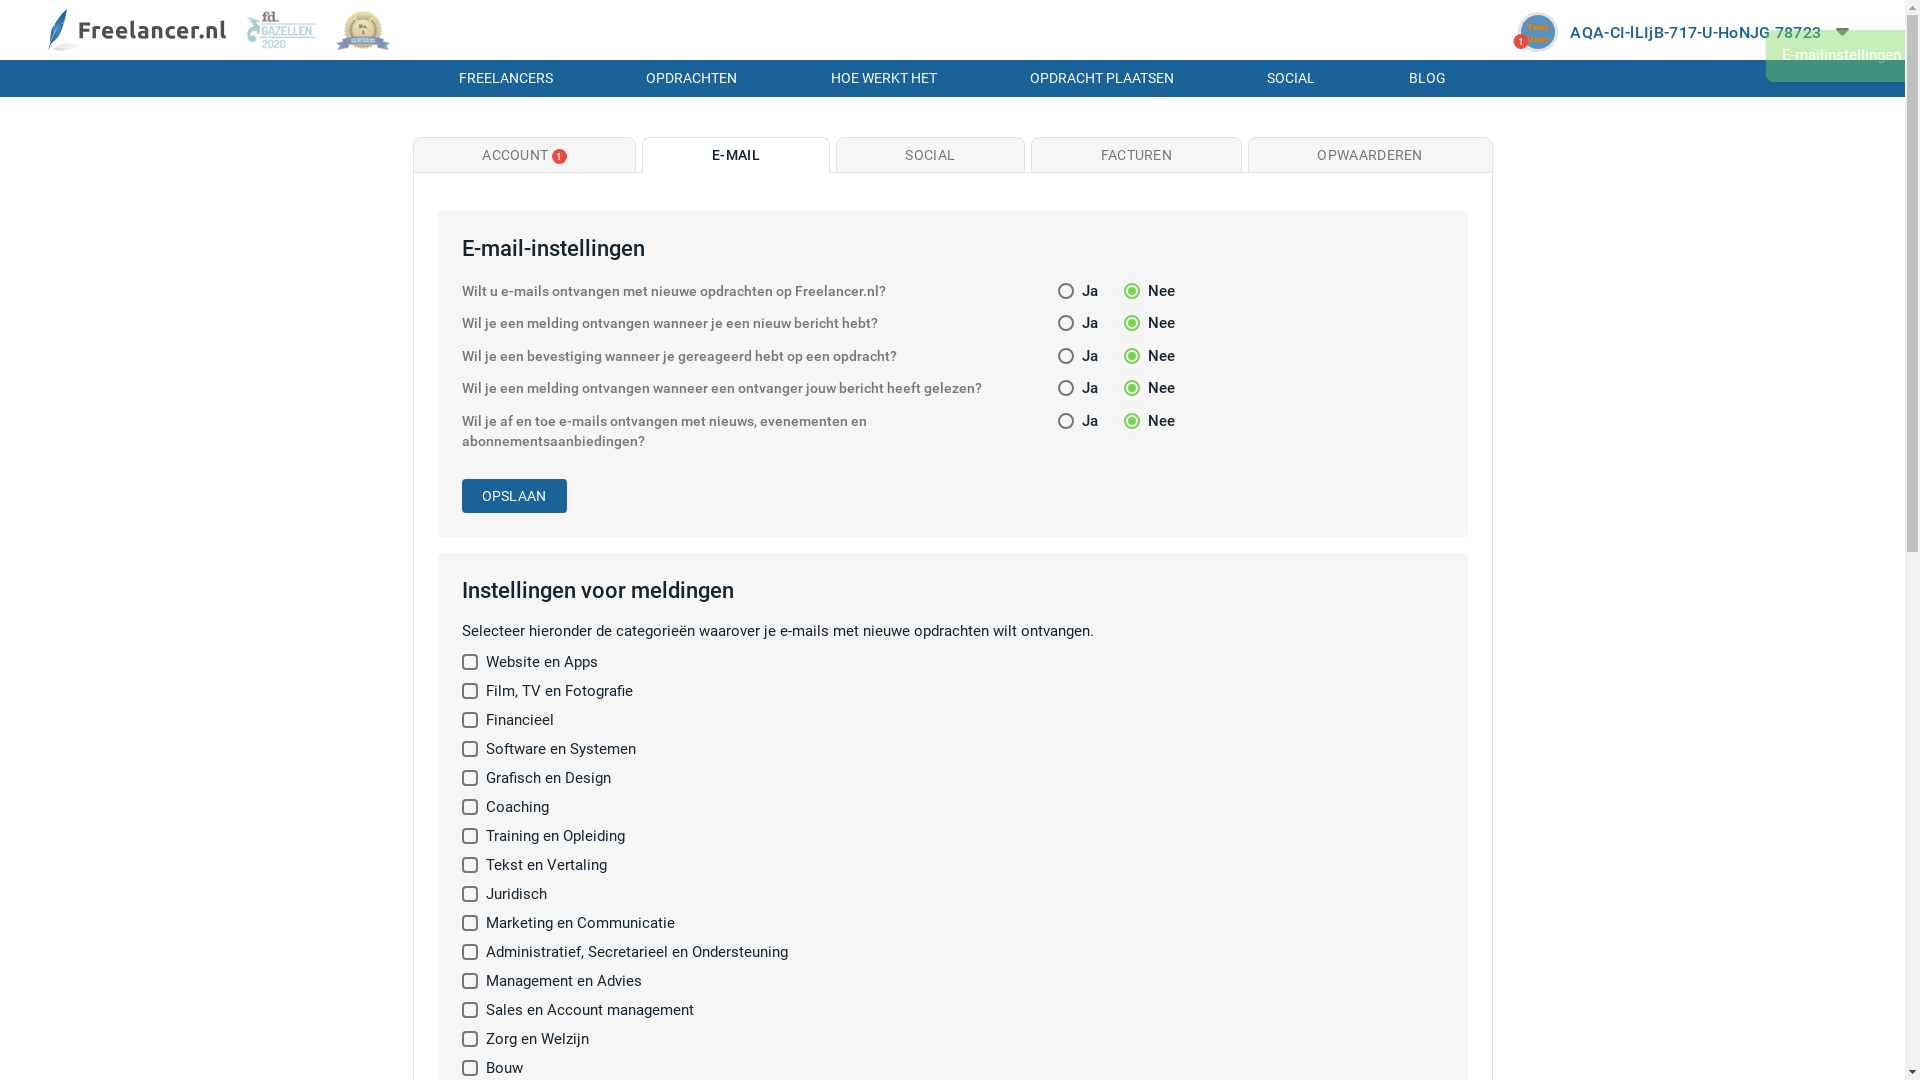 Freelancer.nl
fd.
GAZELLEN
2020
No.
1
1
AQA-CI-lLIjB-717-U-HoNJG 78723
E-mailinstellingen
FREELANCERS
OPDRACHTEN
HOE WERKT HET
OPDRACHT PLAATSEN
SOCIAL
BLOG
ACCOUNT 1
E-MAIL
SOCIAL
FACTUREN
OPWAARDEREN
E-mail-instellingen
Wilt u e-mails ontvangen met nieuwe opdrachten op Freelancer.nl? Ja Nee
Wil je een melding ontvangen wanneer je een nieuw bericht hebt? Ja Nee
Wil je een bevestiging wanneer je gereageerd hebt op een opdracht? Ja Nee
Wil je een melding ontvangen wanneer een ontvanger jouw bericht heeft gelezen? Ja Nee
Wil je af en toe e-mails ontvangen met nieuws, evenementen en Ja Nee
abonnementsaanbiedingen?
OPSLAAN
Instellingen voor meldingen
Selecteer hieronder de categorieën waarover je e-mails met nieuwe opdrachten wilt ontvangen.
Website en Apps
Film, TV en Fotografie
Financieel
Software en Systemen
Grafisch en Design
Coaching
Training en Opleiding
Tekst en Vertaling
Juridisch
Marketing en Communicatie
Administratief, Secretarieel en Ondersteuning
Management en Advies
Sales en Account management
Zorg en Welzijn
Bouw